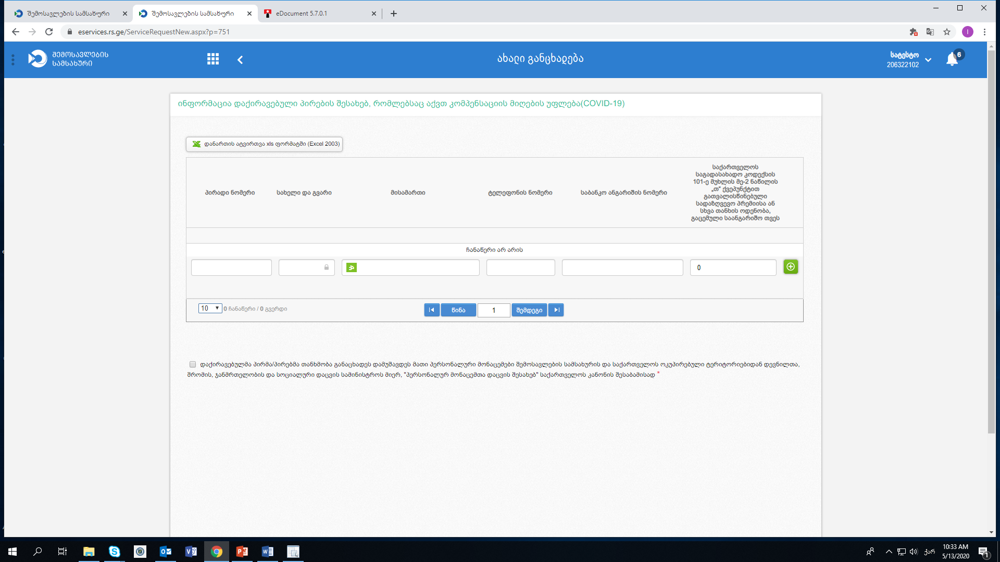 შემოსავლების სამსახური
შემოსავლების სამსახური
eDocument 5.7.0.1
eservices.rs.ge/ServiceRequestNew.aspx?p=751
შემოსავლების
სამსახური
ახალი განცხადება
სატესტო
206322102
6
ინფორმაცია დაქირავებული პირების შესახებ, რომლებსაც აქვთ კომპენსაციის მიღების უფლება(COVID-19)
დანართის ატვირთვა xls ფორმატში (Excel 2003)
პირადი ნომერი
სახელი და გვარი
მისამართი
ტელეფონის ნომერი
საბანკო ანგარიშის ნომერი
საქართველოს
საგადასახადო კოდექსის
101-ე მუხლის მე-2 ნაწილის
„თ“ ქვეპუნქტით
გათვალისწინებული
სადაზღვევო პრემიისა ან
სხვა თანხის ოდენობა,
გაცემული საანგარიშო თვეს
ჩანაწერი არ არის
0
10
0 ჩანაწერი / 0 გვერდი
წინა
1
შემდეგი
დაქირავებულმა პირმა/პირებმა თანხმობა განაცხადეს დამუშავდეს მათი პერსონალური მონაცემები შემოსავლების სამსახურის და საქართველოს ოკუპირებული ტერიტორიებიდან დევნილთა,
შრომის, ჯანმრთელობის და სოციალური დაცვის სამინისტროს მიერ, "პერსონალურ მონაცემთა დაცვის შესახებ" საქართველოს კანონის შესაბამისად *
ქარ
10:33 AM
5/13/2020
1